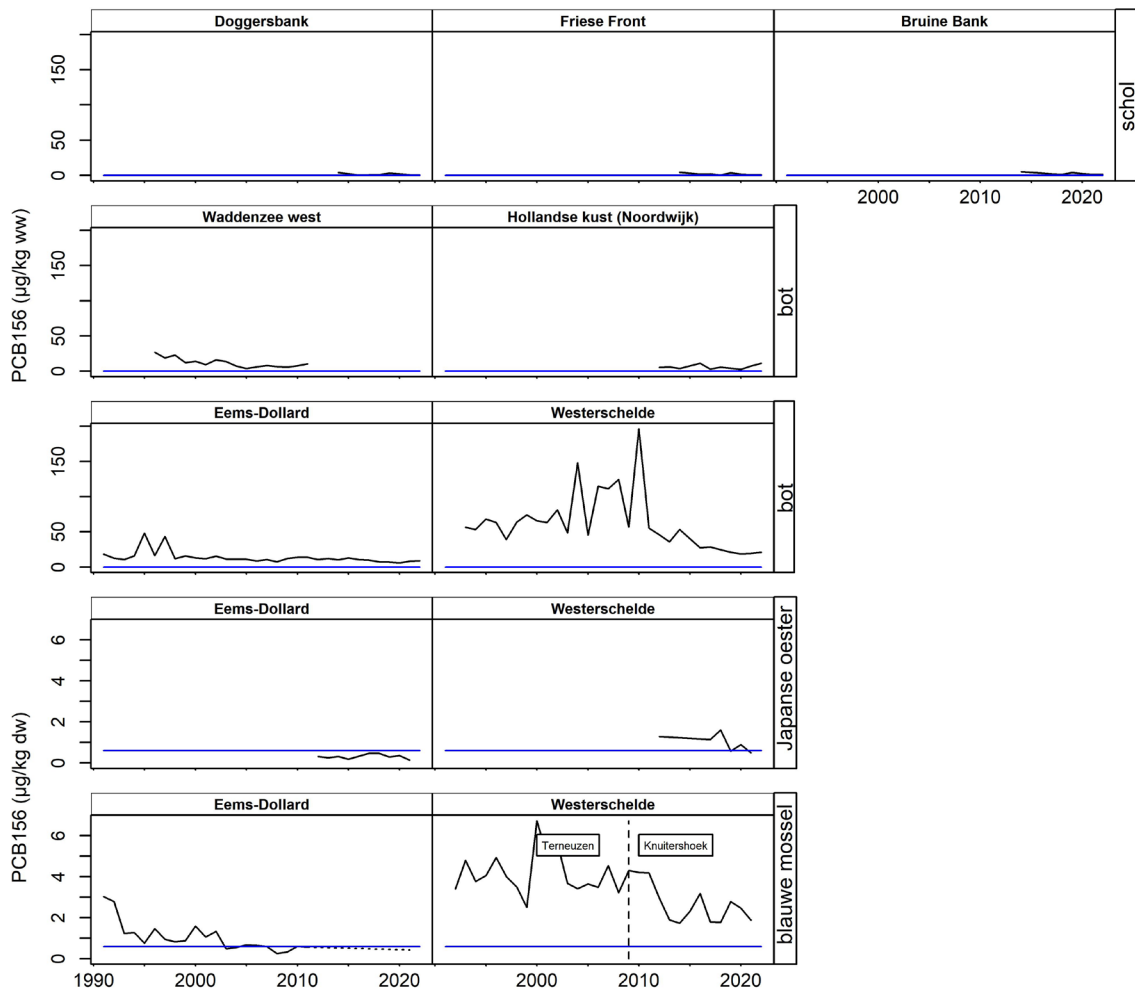 Doggersbank Friese Front Bruine Bank
150
50
0
schol
2000 2010 2020
PCB156 (µg/kg ww)
Waddenzee west Hollandse kust (Noordwijk)
150
50
0
bot
Eems-Dollard Westerschelde
150
50
0
bot
Eems-Dollard Westerschelde
6
4
2
0
Japanse oester
PCB156 (µg/kg dw)
Eems-Dollard Westerschelde
6
4
2
0
Terneuzen Knuitershoek
blauwe mossel
1990 2000 2010 2020 2000 2010 2020